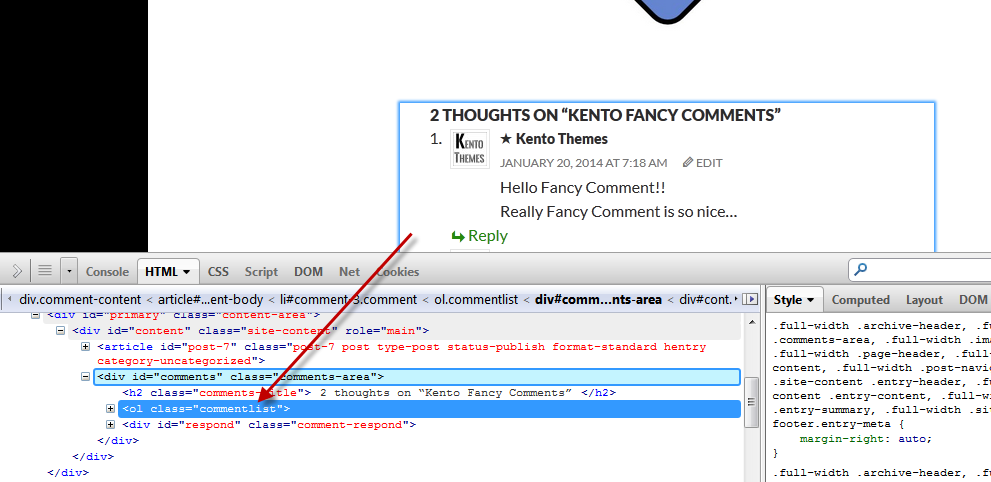 2 THOUGHTS ON “KENTO FANCY COMMENTS”
1.
KENTO
THEMES
★ Kento Themes
JANUARY 20, 2014 AT 7:18 AM EDIT
Hello Fancy Comment!!
Really Fancy Comment is so nice...
Reply
Console HTML CSS Script DOM Net Cookies
div.comment-content < article#...ent-body < li#comment-3.comment < ol.commentlist < div#comm...nts-area < div#cont.
<div id="primary" class="content-area">
<div id="content" class="site-content" role="main">
<article id="post-7" class="post-7 post type-post status-publish format-standard hentry
category-uncategorized">
<div id="comments" class="comments-area">
<h2 class="comments-title"> 2 thoughts on “Kento Fancy Comments” </h2>
<ol class="commentlist">
<div id="respond" class="comment-respond">
</div>
</div>
</div>
Style Computed Layout DOM
.full-width .archive-header, .fu
.comments-area, .full-width .ima
.full-width .page-header, .full-
content, .full-width .post-navi
.site-content .entry-header, .fu
content .entry-content, .full-wi
.entry-summary, .full-width .sit
footer.entry-meta {
margin-right: auto;
}
.full-width .archive-header, .fu